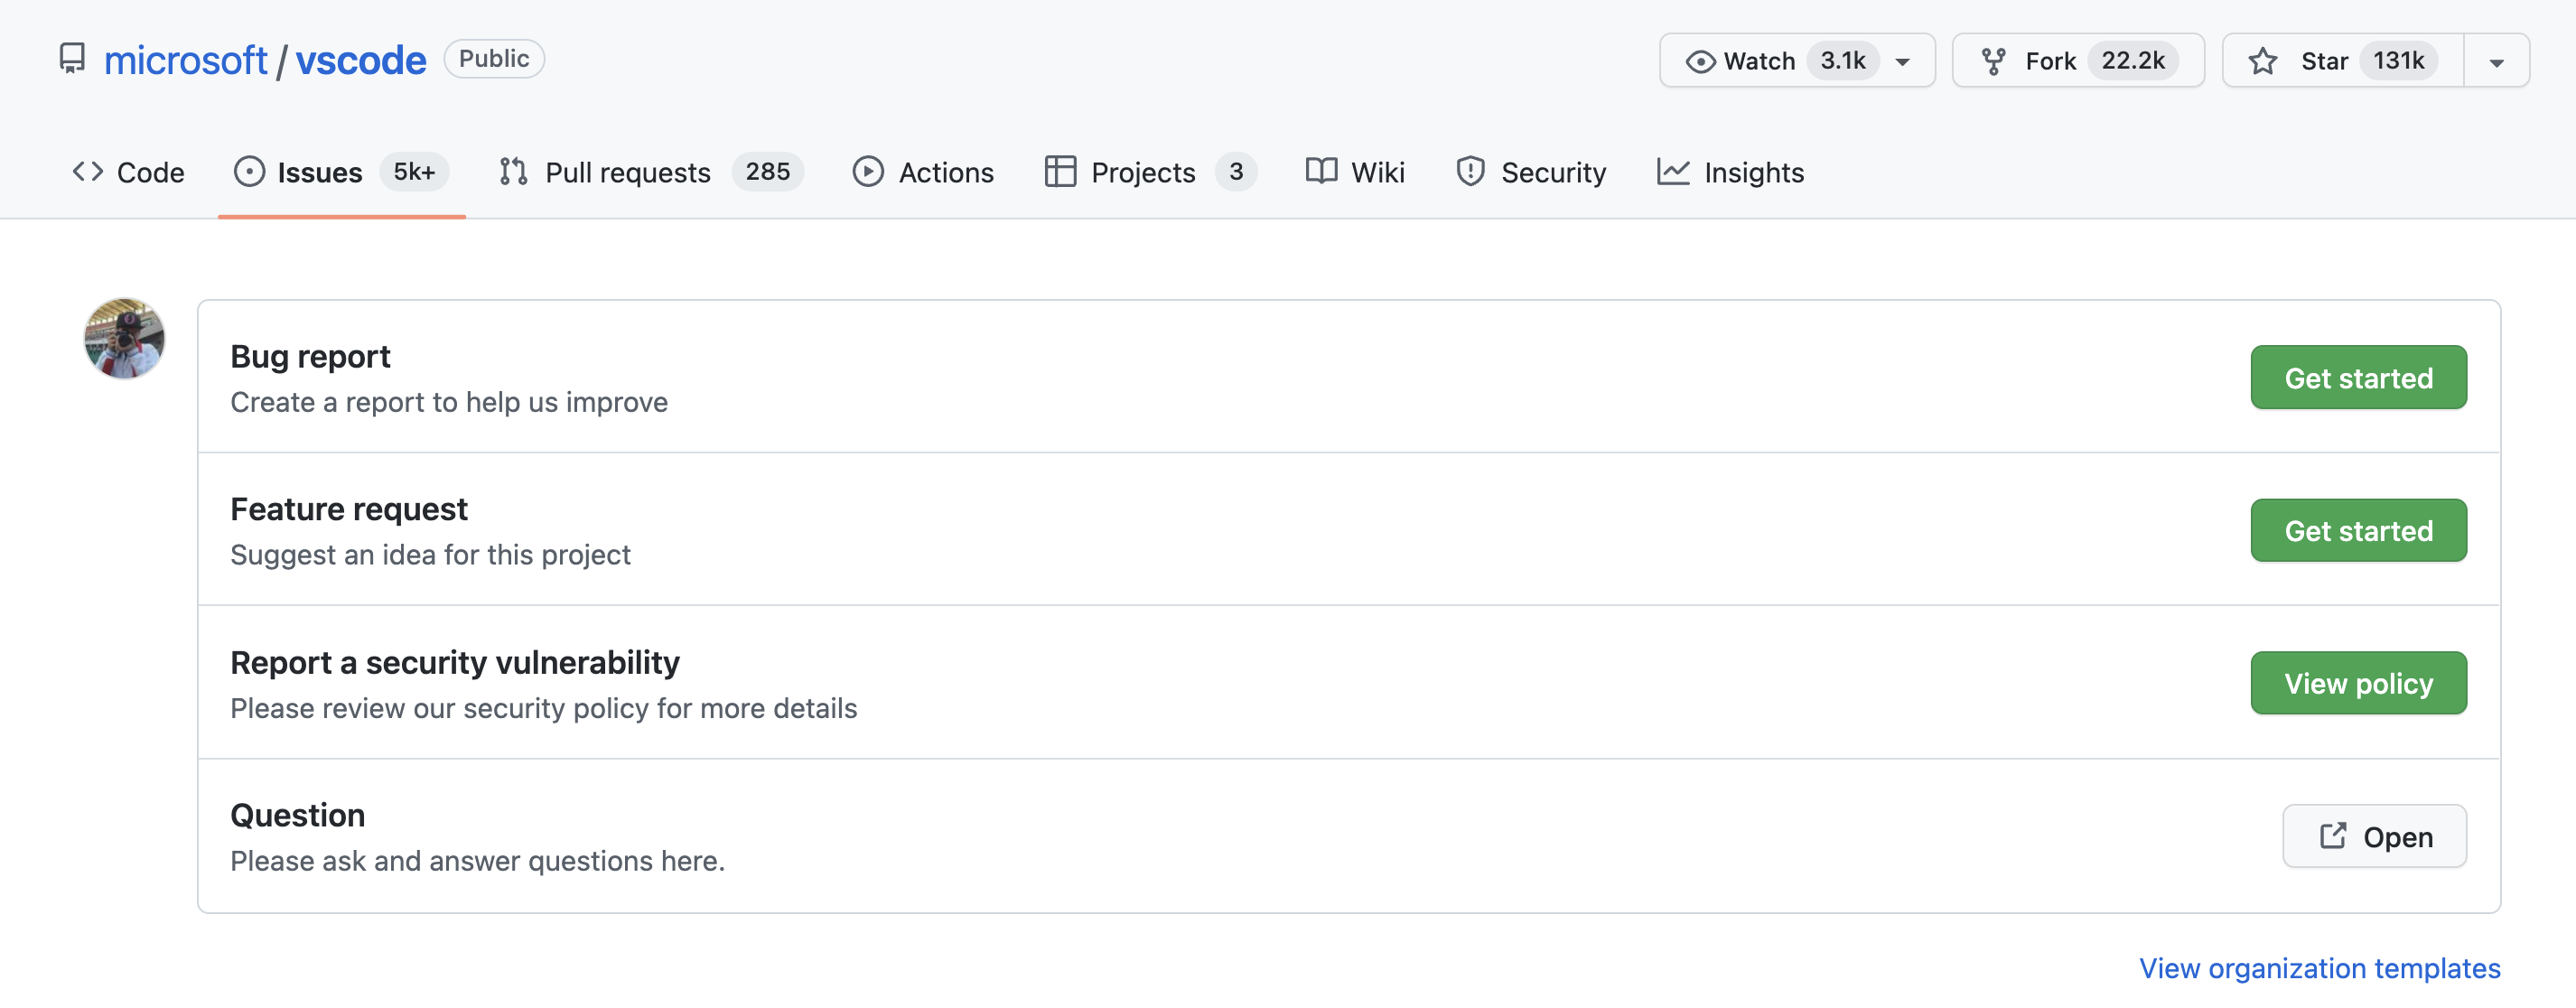 microsoft / vscode Public Watch 3.1k Fork 22.2k Star 131k
Code Issues 5k+ Pull requests 285 Actions Projects 3 Wiki Security Insights
Bug report
Create a report to help us improve
Get started
Feature request
Suggest an idea for this project
Get started
Report a security vulnerability
Please review our security policy for more details
View policy
Question
Please ask and answer questions here.
Open
View organization templates